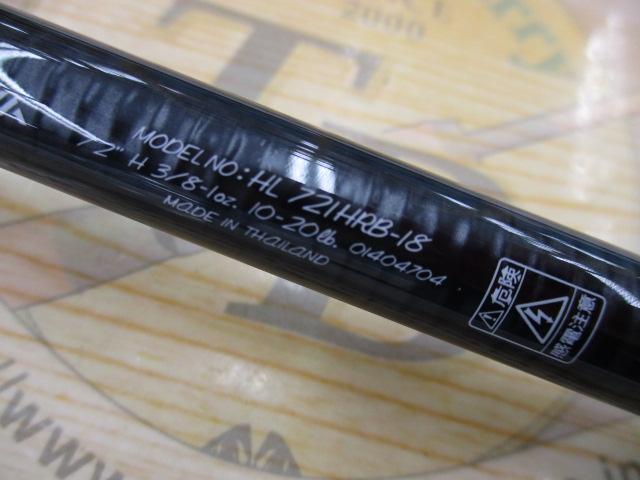 MODEL NO: HL 721HRB-18
7'2" H 3/8-1oz. 10-20lb. 01404704
MADE IN THAILAND
危険
感電注意
2000